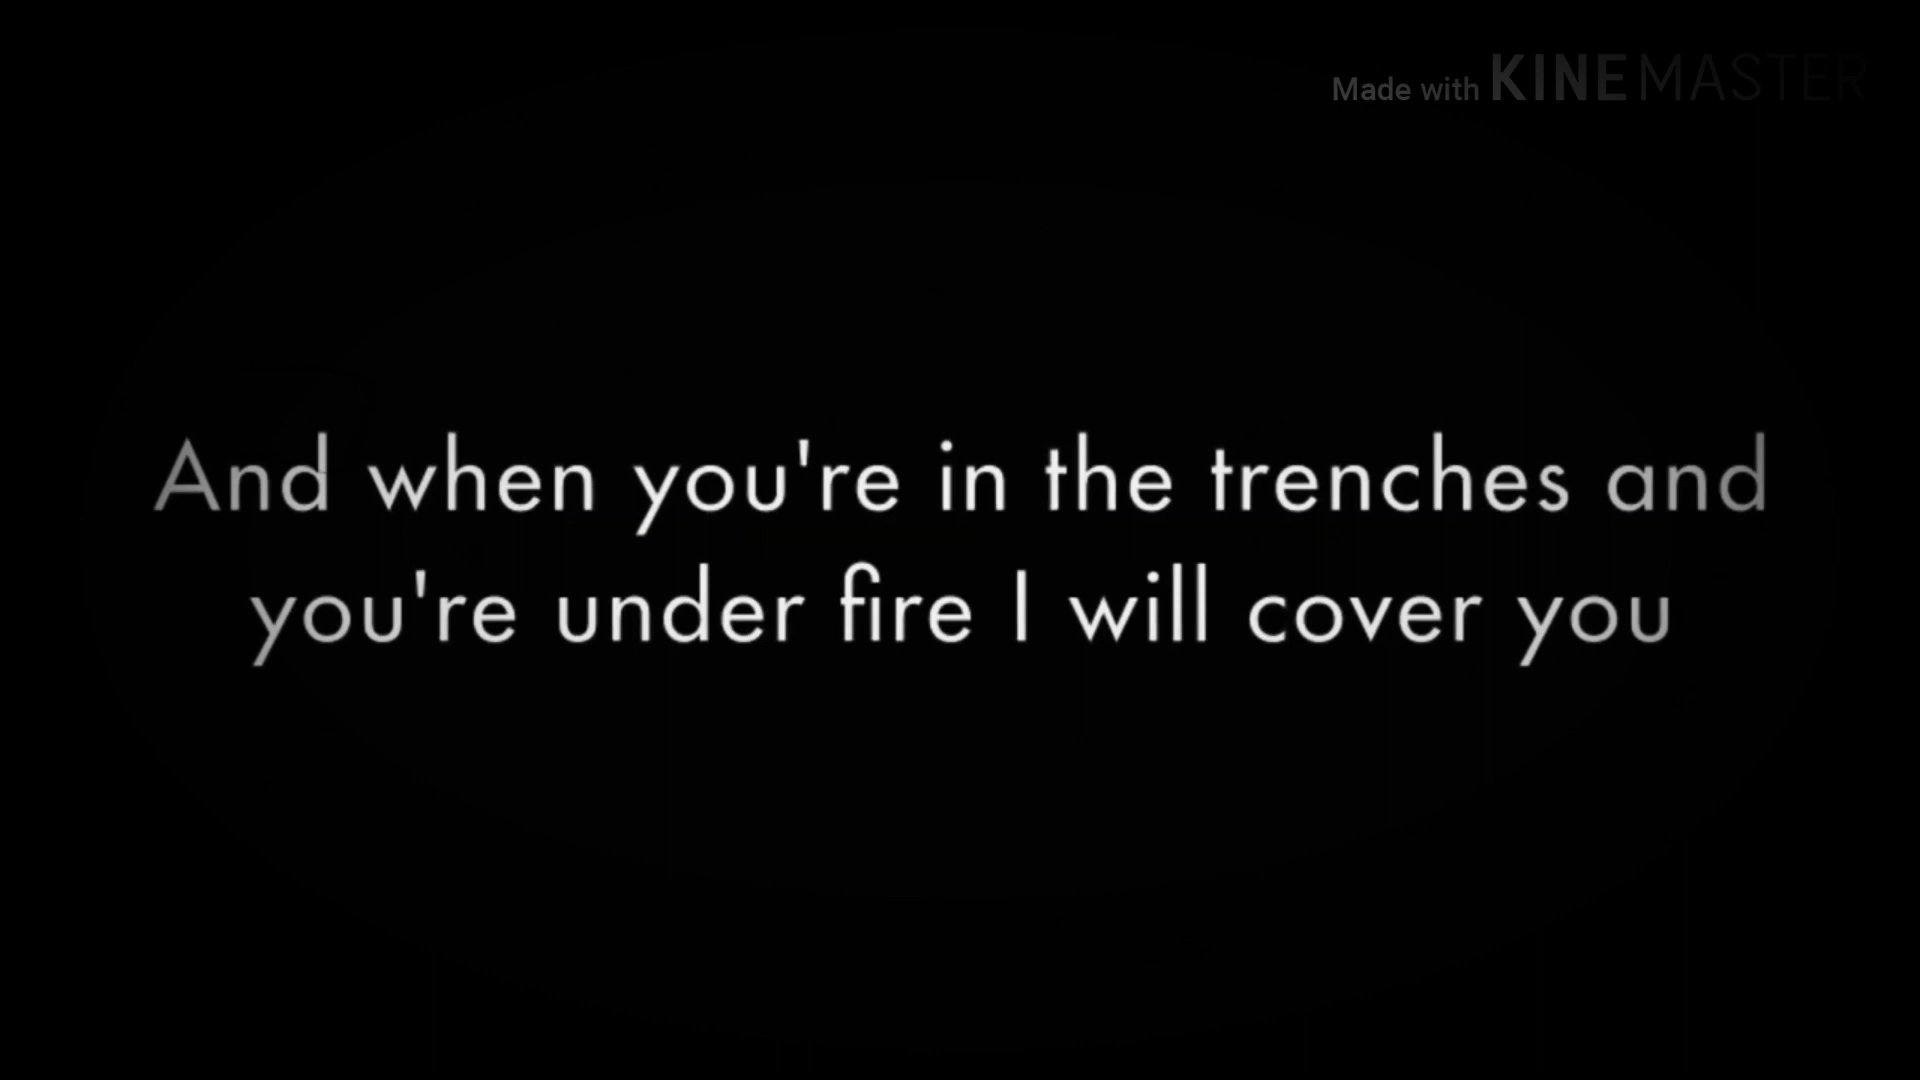 Made with KINEMASTER
And when you're in the trenches and
you're under fire I will cover you